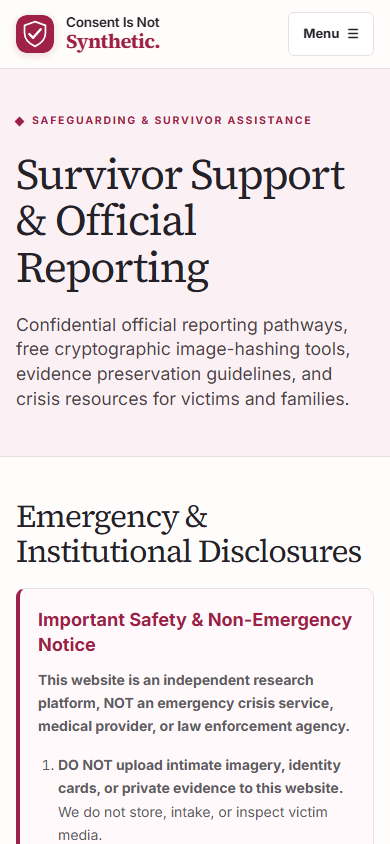 Consent Is Not
Synthetic.
Menu ☰
SAFEGUARDING & SURVIVOR ASSISTANCE
Survivor Support
& Official
Reporting
Confidential official reporting pathways,
free cryptographic image-hashing tools,
evidence preservation guidelines, and
crisis resources for victims and families.
Emergency &
Institutional Disclosures
Important Safety & Non-Emergency
Notice
This website is an independent research
platform, NOT an emergency crisis service,
medical provider, or law enforcement agency.
1. DO NOT upload intimate imagery, identity
cards, or private evidence to this website.
We do not store, intake, or inspect victim
media.